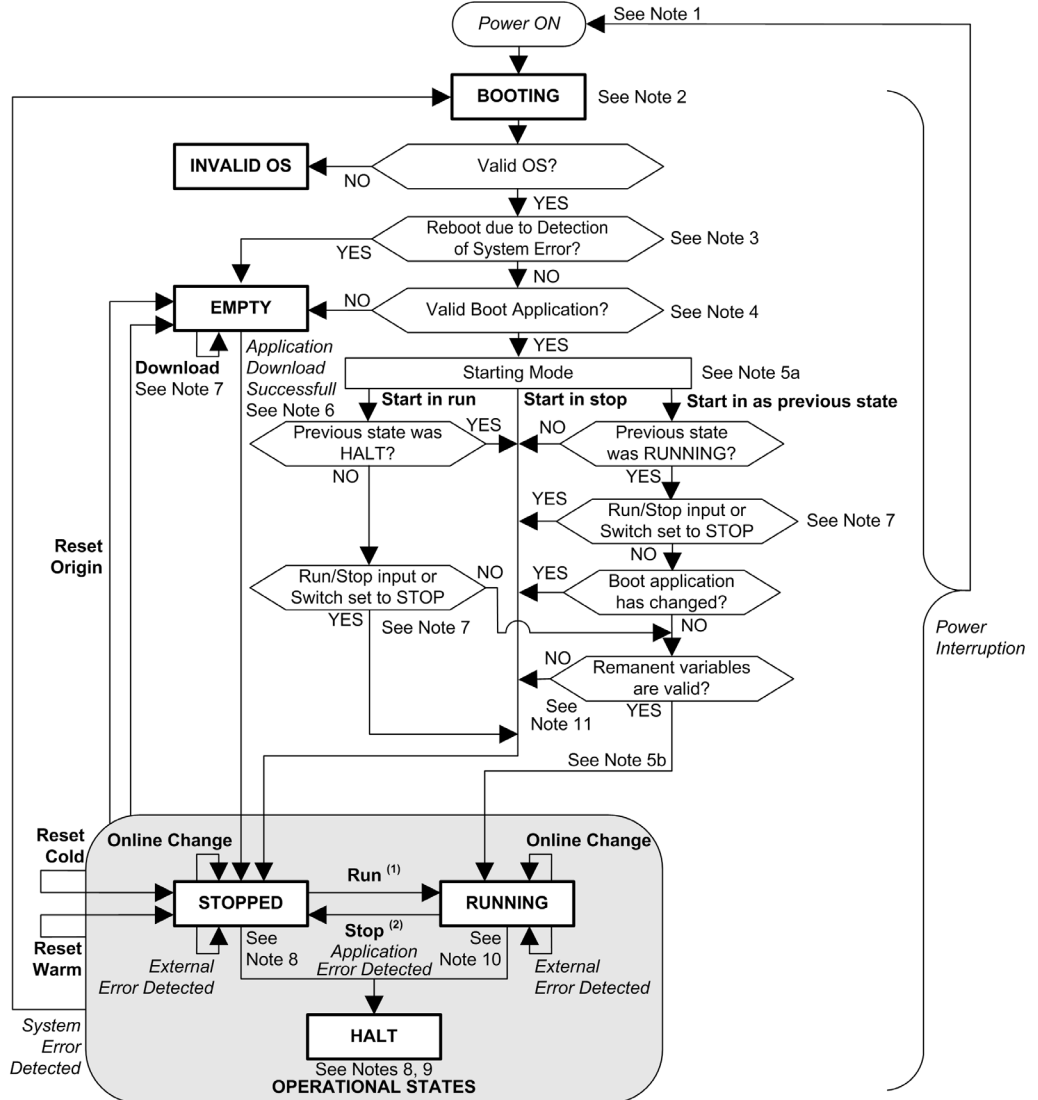 Power ON
See Note 1
BOOTING
See Note 2
INVALID OS
Valid OS?
NO
YES
Reboot due to Detection
of System Error?
See Note 3
YES
NO
EMPTY
NO
Valid Boot Application?
See Note 4
YES
Download
See Note 7
Application
Download
Successfull
See Note 6
Starting Mode
See Note 5a
Start in run
Start in stop
Start in as previous state
Previous state was
HALT?
YES
NO
NO
Previous state
was RUNNING?
YES
YES
Run/Stop input or
Switch set to STOP
See Note 7
NO
Reset
Origin
Run/Stop input or
Switch set to STOP
NO
YES
See Note 7
YES
Boot application
has changed?
NO
Power
Interruption
NO
Remanent variables
are valid?
See
Note 11
YES
See Note 5b
Reset
Cold
Online Change
Online Change
Run (1)
STOPPED
RUNNING
Reset
Warm
Stop (2)
Application
Error Detected
See
Note 8
See
Note 10
External
Error Detected
External
Error Detected
System
Error
Detected
HALT
See Notes 8, 9
OPERATIONAL STATES